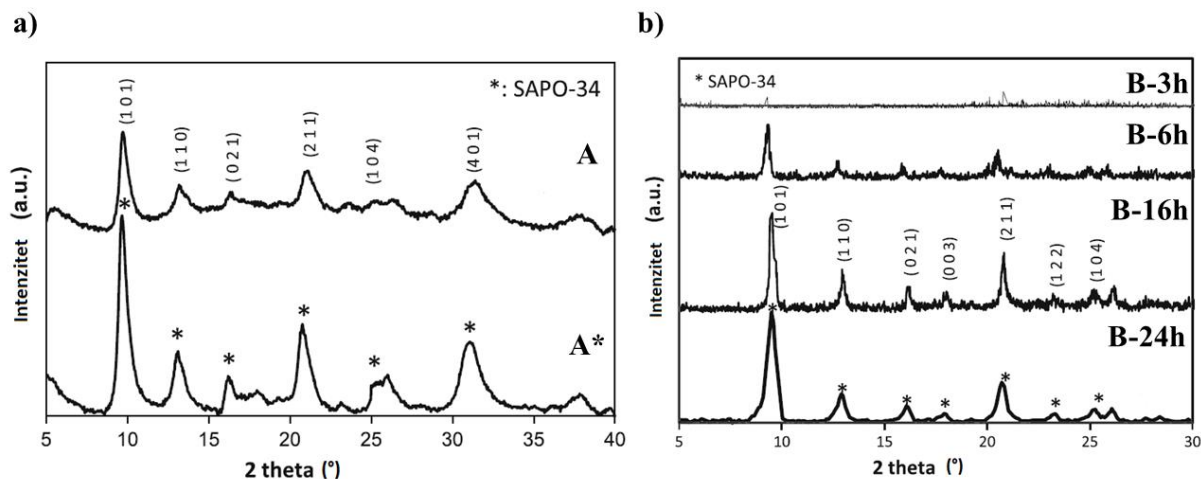 a)
*: SAPO-34
(1 0 1)
(1 1 0)
(0 2 1)
(2 1 1)
(1 0 4)
(4 0 1)
A
*
* * * * *
A*
Intenzitet (a.u.)
5 10 15 20 25 30 35 40
2 theta (°)
b)
* SAPO-34
B-3h
B-6h
B-16h
(1 0 1)
(1 1 0)
(0 2 1)
(0 0 3)
(2 1 1)
(1 2 2)
(1 0 4)
B-24h
*
* * * * * *
Intenzitet (a.u.)
5 10 15 20 25 30
2 theta (°)